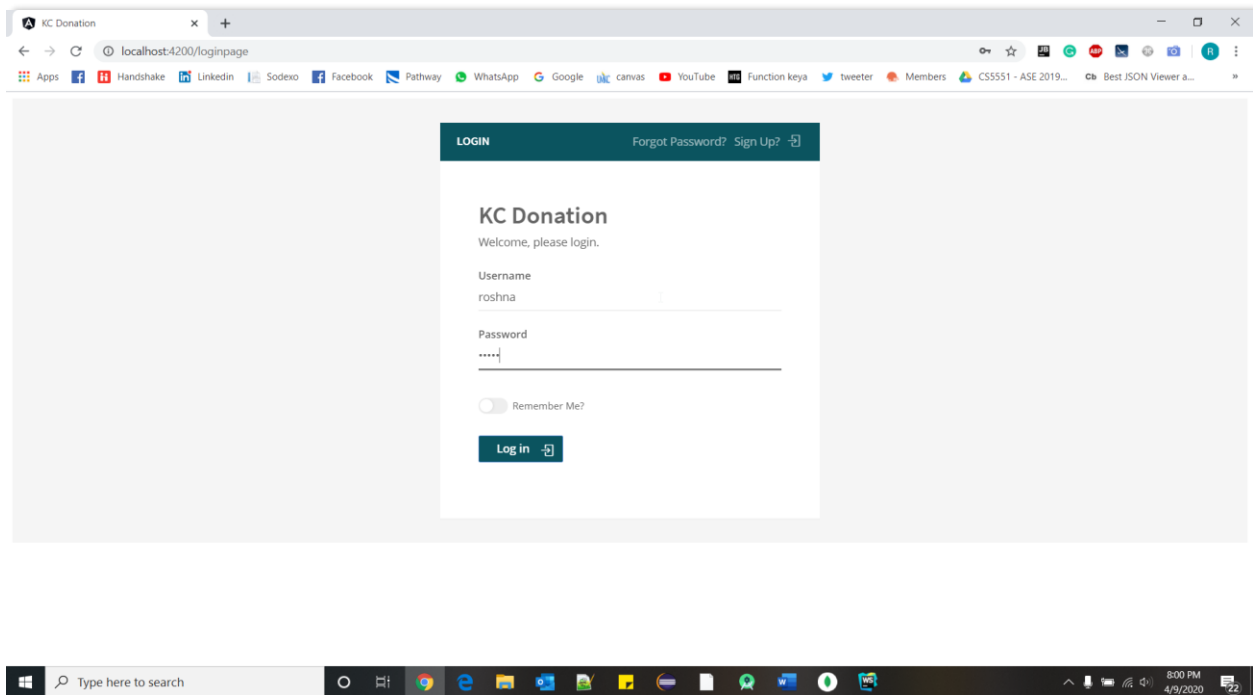 KC Donation
localhost:4200/loginpage
Apps Handshake Linkedin Sodexo Facebook Pathway WhatsApp Google canvas YouTube Function keya tweeter Members CS5551 - ASE 2019... Best JSON Viewer a... »
LOGIN Forgot Password? Sign Up?
KC Donation
Welcome, please login.
Username
roshna
Password
•••••
Remember Me?
Log in
Type here to search
8:00 PM
4/9/2020
22